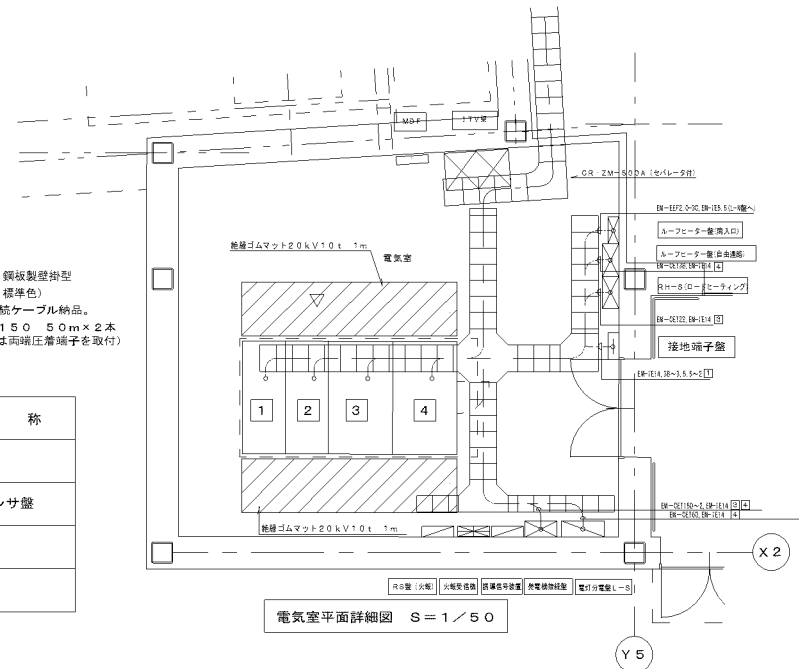 MDF
ITV架
CR-ZM-500A（セパレータ付）
EM-EEF2.0-3C,EM-IE5.5(L-N盤へ)
ルーフヒーター盤(南入口)
ルーフヒーター盤(自由通路)
EM-CET38,EM-IE14 4
RH-S(ロードヒーティング)
EM-CET22,EM-IE14 3
接地端子盤
EM-IE14,38~3,5.5~2 1
絶縁ゴムマット20kV10t 1m
電気室
鋼板製壁掛型
標準色）
続ケーブル納品。
150 50m×2本
は両端圧着端子を取付）
1
2
3
4
称
ンサ盤
EM-CET150~2,EM-IE14 3 4
EM-CET60,EM-IE14 4
絶縁ゴムマット20kV10t 1m
RS盤（火報）
火報受信機
誘導信号装置
発電機接続盤
電灯分電盤L-S
電気室平面詳細図 S=1/50
X2
Y5